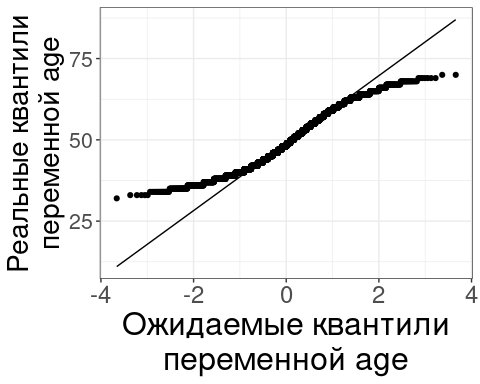 Реальные квантили
переменной age
75
50
25
-4 -2 0 2 4
Ожидаемые квантили
переменной age